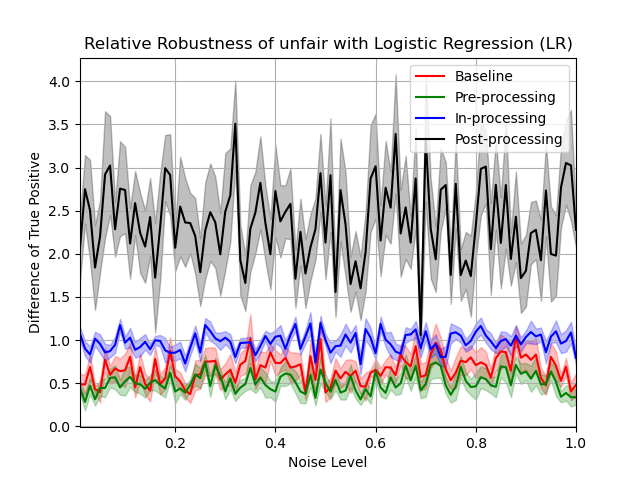 Relative Robustness of unfair with Logistic Regression (LR)
Baseline
Pre-processing
In-processing
Post-processing
Difference of True Positive
4.0
3.5
3.0
2.5
2.0
1.5
1.0
0.5
0.0
0.2
0.4
0.6
0.8
1.0
Noise Level